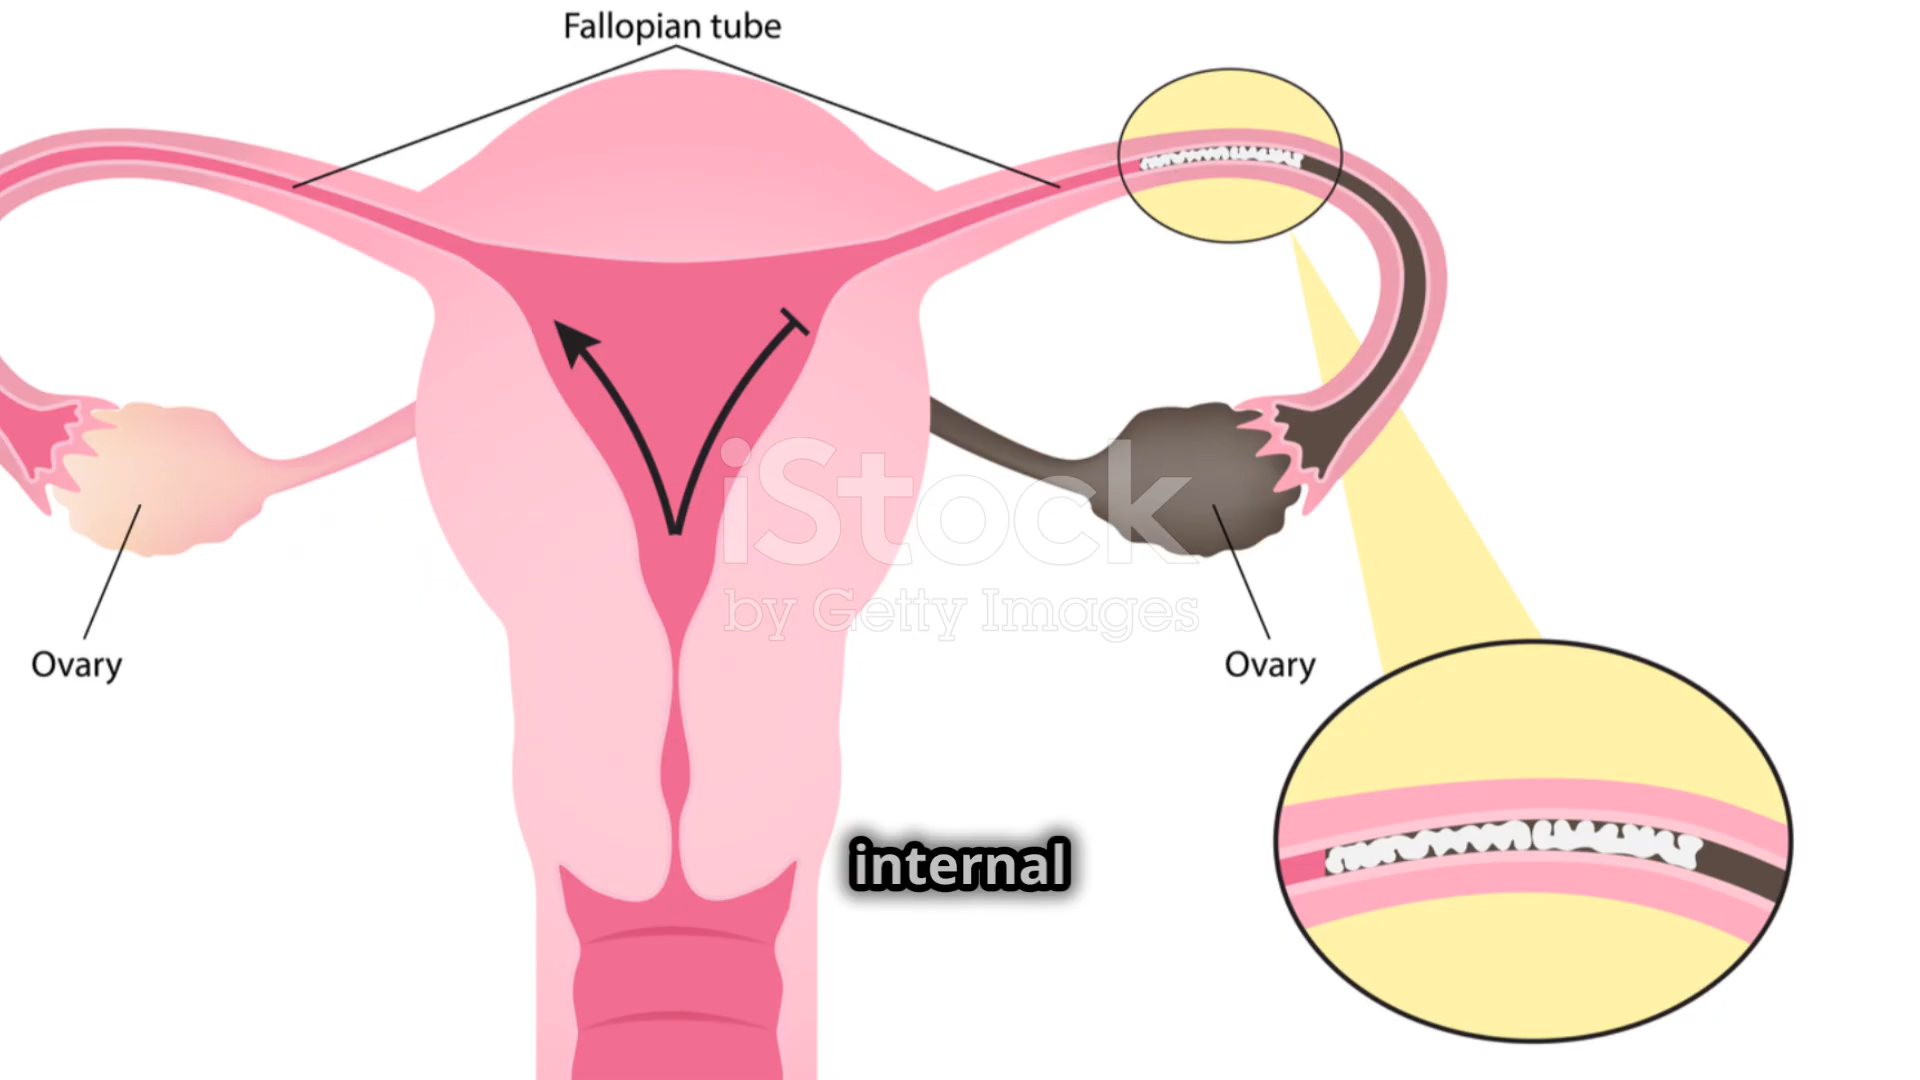 Fallopian tube
iStock
by Getty Images
Ovary
Ovary
internal